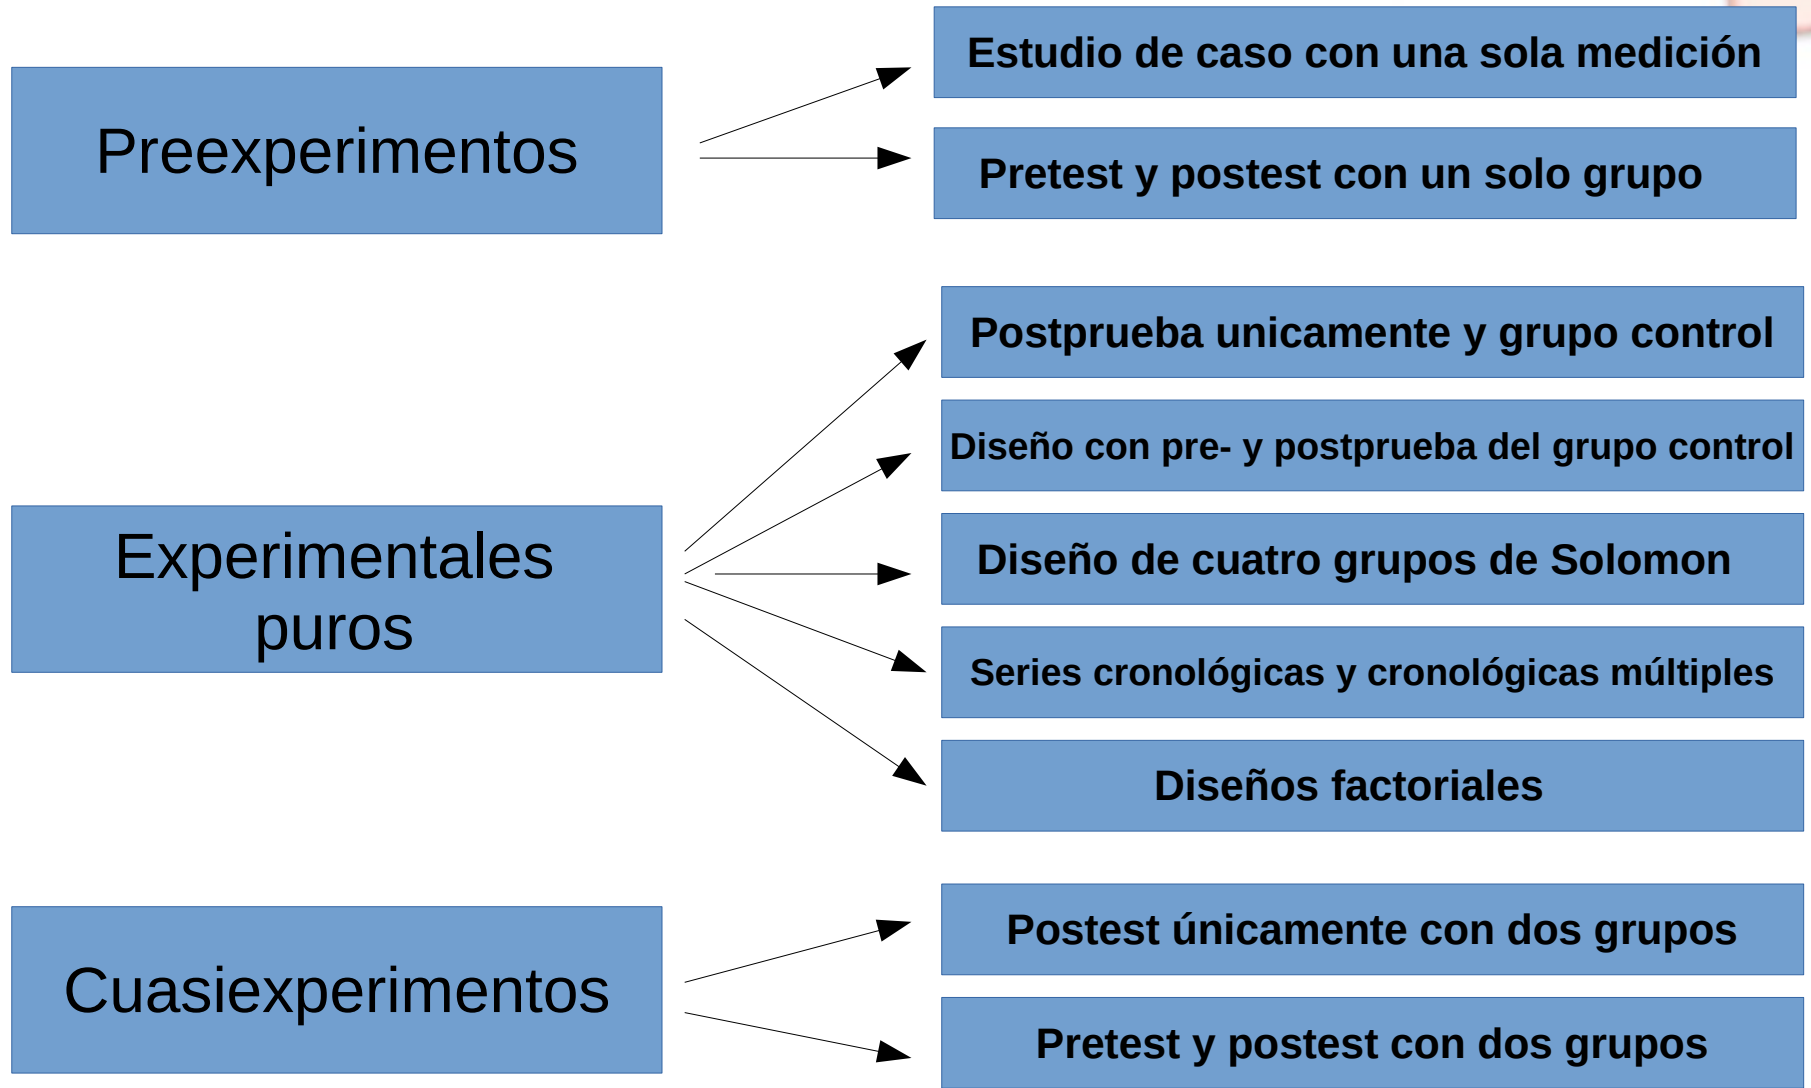 Preexperimentos
Estudio de caso con una sola medición
Pretest y postest con un solo grupo
Experimentales
puros
Postprueba unicamente y grupo control
Diseño con pre- y postprueba del grupo control
Diseño de cuatro grupos de Solomon
Series cronológicas y cronológicas múltiples
Diseños factoriales
Cuasiexperimentos
Postest únicamente con dos grupos
Pretest y postest con dos grupos